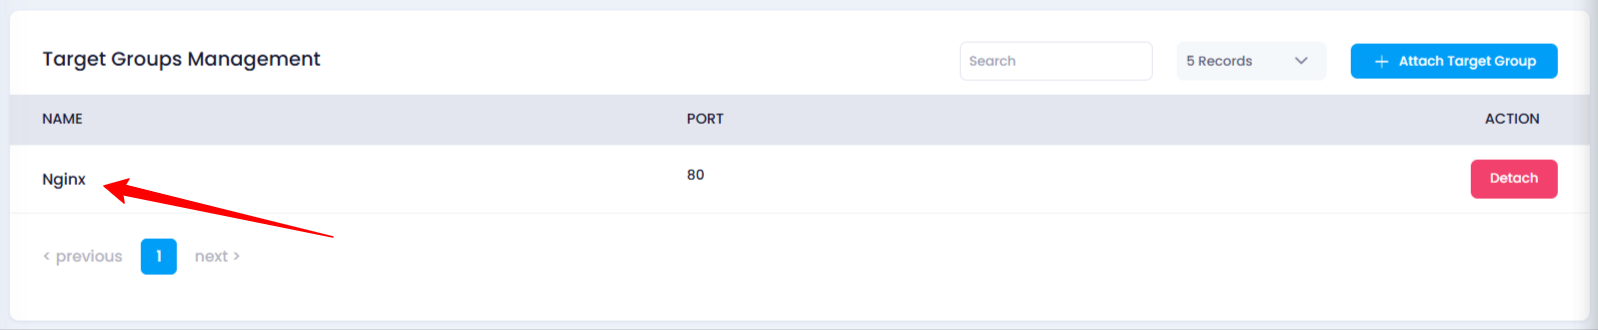 Target Groups Management
Search
5 Records
+ Attach Target Group
NAME PORT ACTION
Nginx 80 Detach
< previous 1 next >